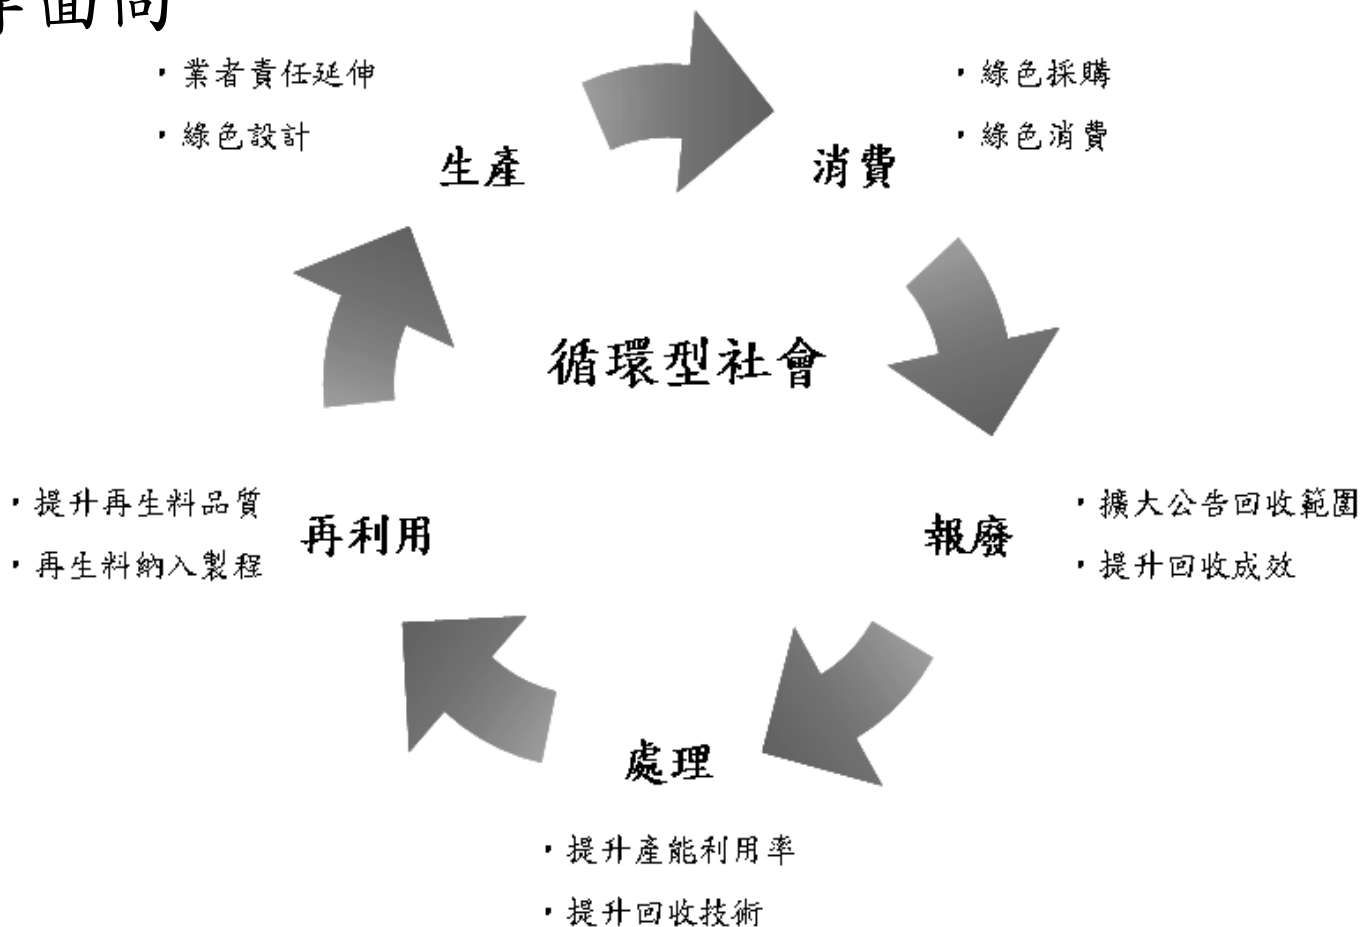 面向
・業者責任延伸
・綠色設計
生產
消費
・綠色採購
・綠色消費
循環型社會
・提升再生料品質
・再生料納入製程
再利用
報廢
・擴大公告回收範圍
・提升回收成效
處理
・提升產能利用率
・提升回收技術